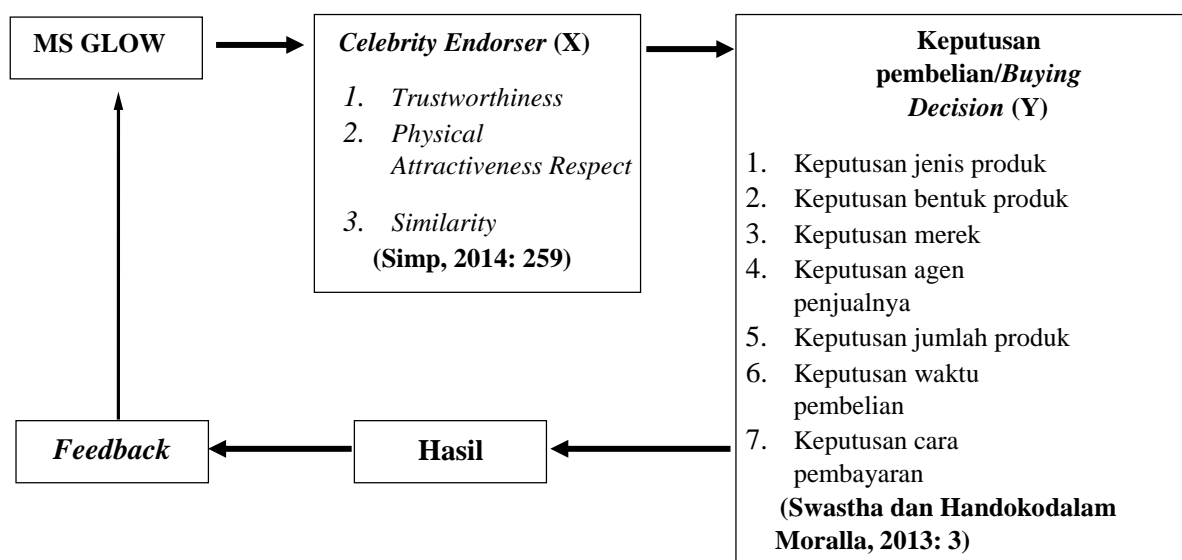 MS GLOW
Celebrity Endorser (X)
1. Trustworthiness
2. Physical
Attractiveness Respect
3. Similarity
(Simp, 2014: 259)
Keputusan
pembelian/Buying
Decision (Y)
1. Keputusan jenis produk
2. Keputusan bentuk produk
3. Keputusan merek
4. Keputusan agen
penjualnya
5. Keputusan jumlah produk
6. Keputusan waktu
pembelian
7. Keputusan cara
pembayaran
(Swastha dan Handokodalam
Moralla, 2013: 3)
Feedback
Hasil